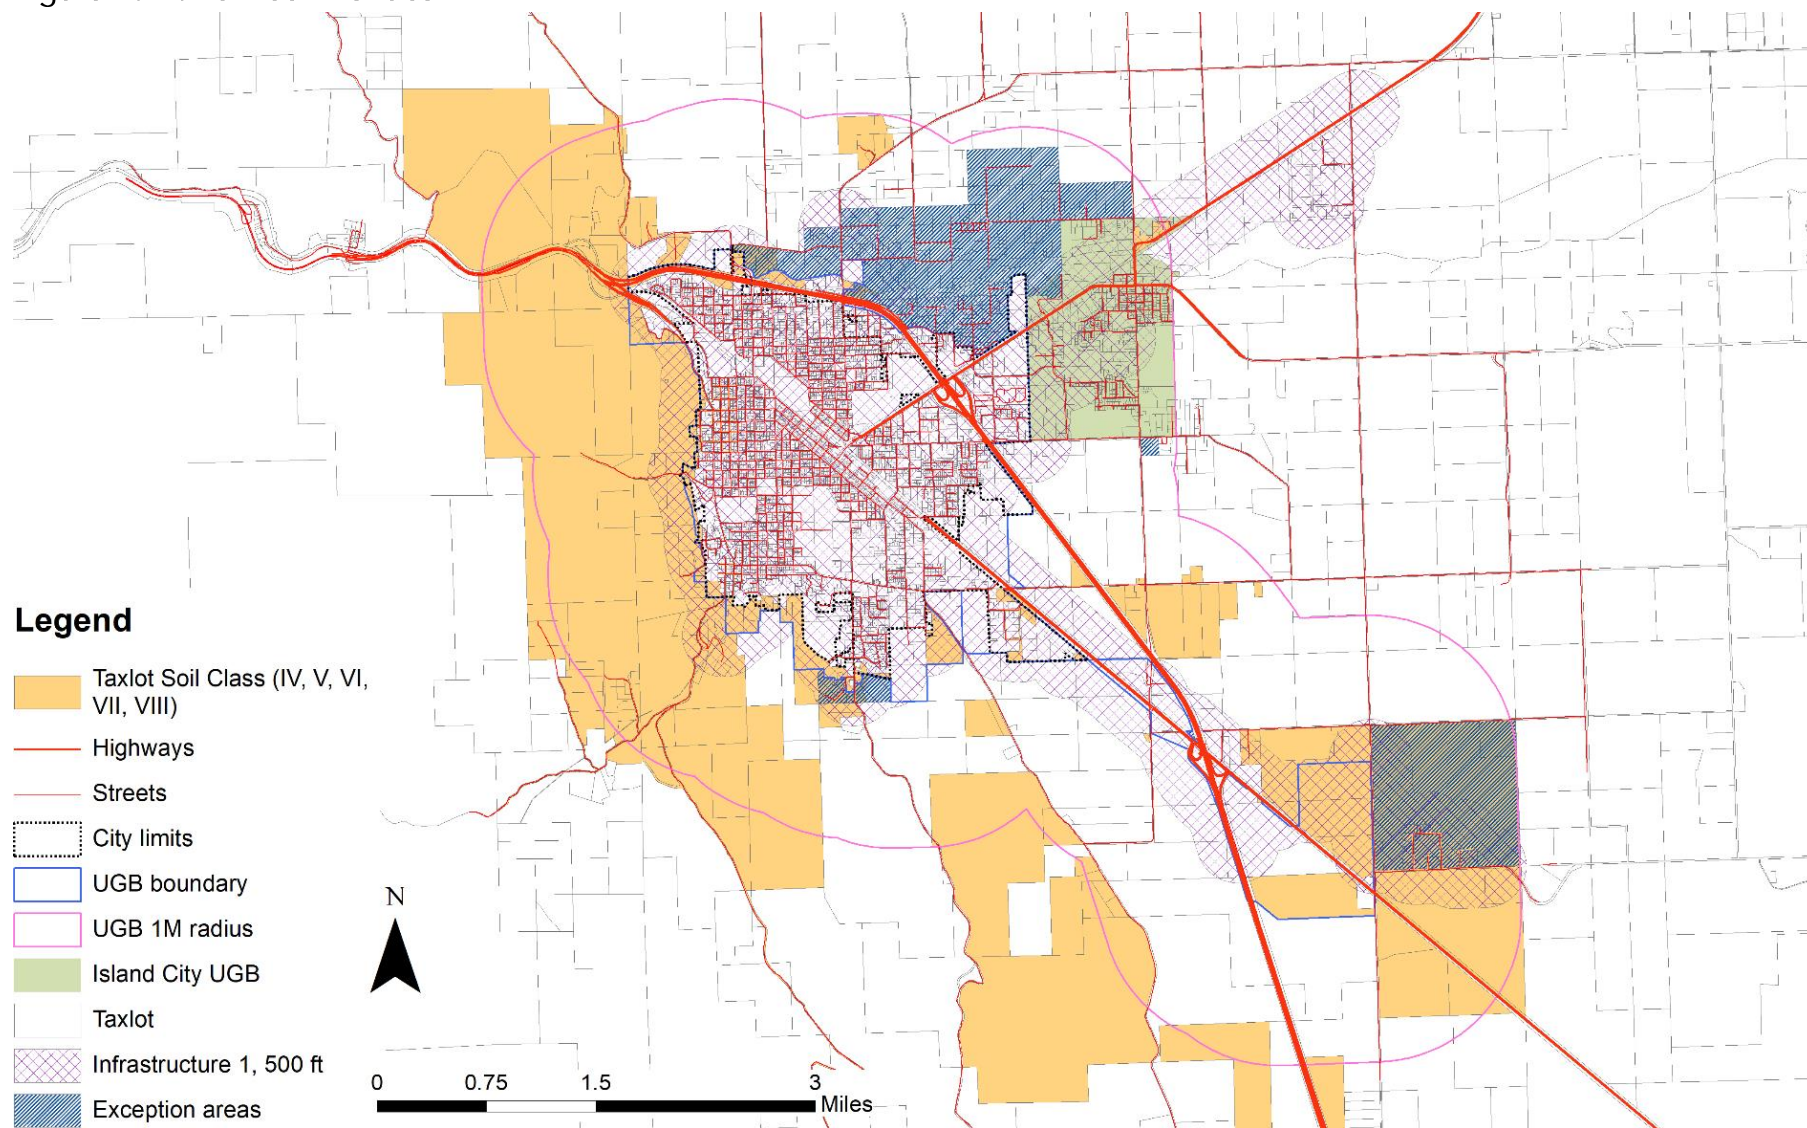 Legend
Taxlot Soil Class (IV, V, VI,
VII, VIII)
Highways
Streets
City limits
UGB boundary
UGB 1M radius
Island City UGB
Taxlot
Infrastructure 1, 500 ft
Exception areas
N
0 0.75 1.5 3
Miles